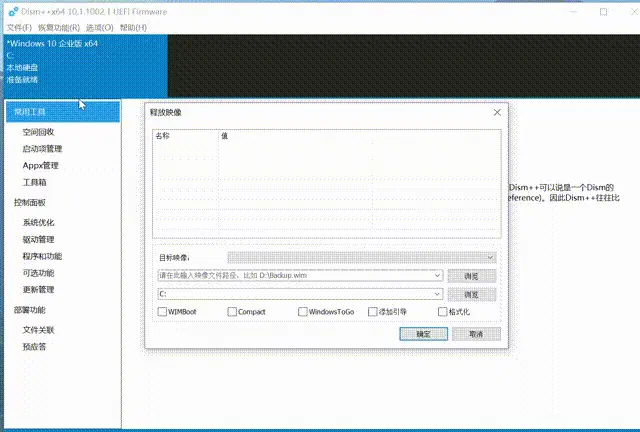 Dism++x64 10.1.1002.1 | UEFI Firmware
文件(F) 恢复功能(R) 选项(O) 帮助(H)
*Windows 10 企业版 x64
C:
本地硬盘
准备就绪
常用工具
空间回收
启动项管理
Appx管理
工具箱
控制面板
系统优化
驱动管理
程序和功能
可选功能
更新管理
部署功能
文件关联
预应答
释放映像
名称 值
Dism++可以说是一个Dism的
eference)。因此Dism++往往比
目标映像：
请在此输入映像文件路径，比如 D:\Backup.wim 浏览
C: 浏览
WIMBoot Compact WindowsToGo 添加引导 格式化
确定 取消